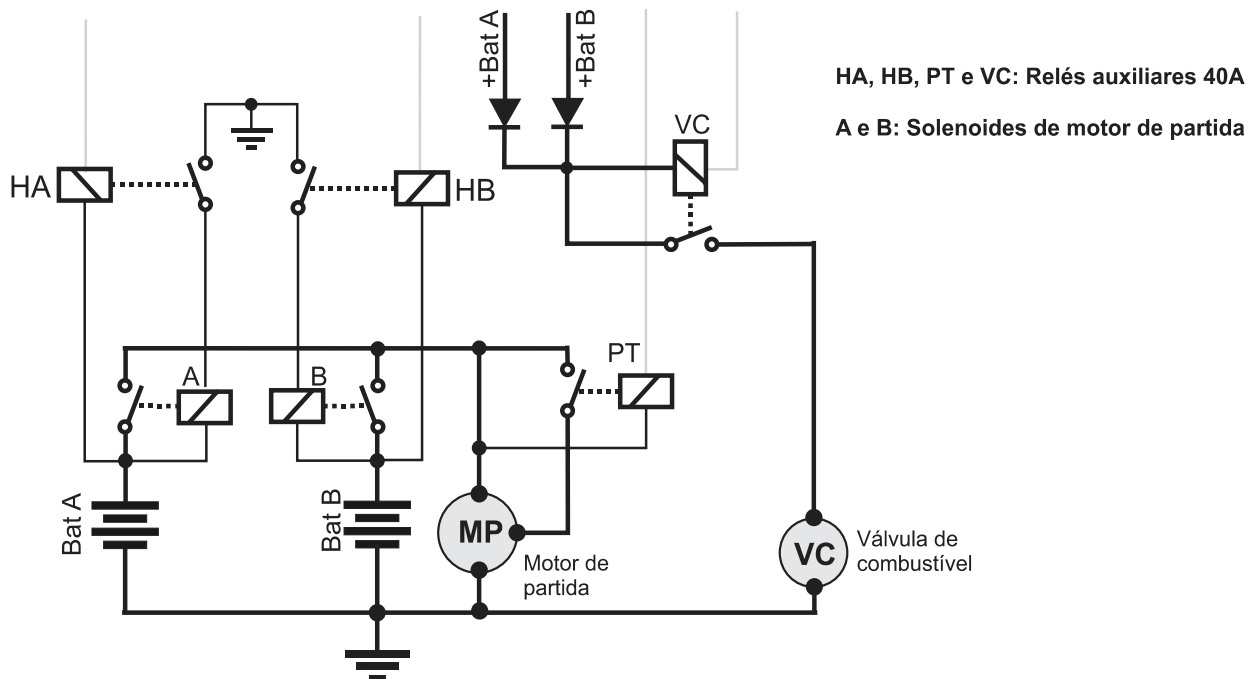 +Bat A
+Bat B
HA, HB, PT e VC: Relés auxiliares 40A
A e B: Solenoides de motor de partida
VC
HA
HB
PT
A
B
Bat A
Bat B
MP
Motor de
partida
VC
Válvula de
combustível